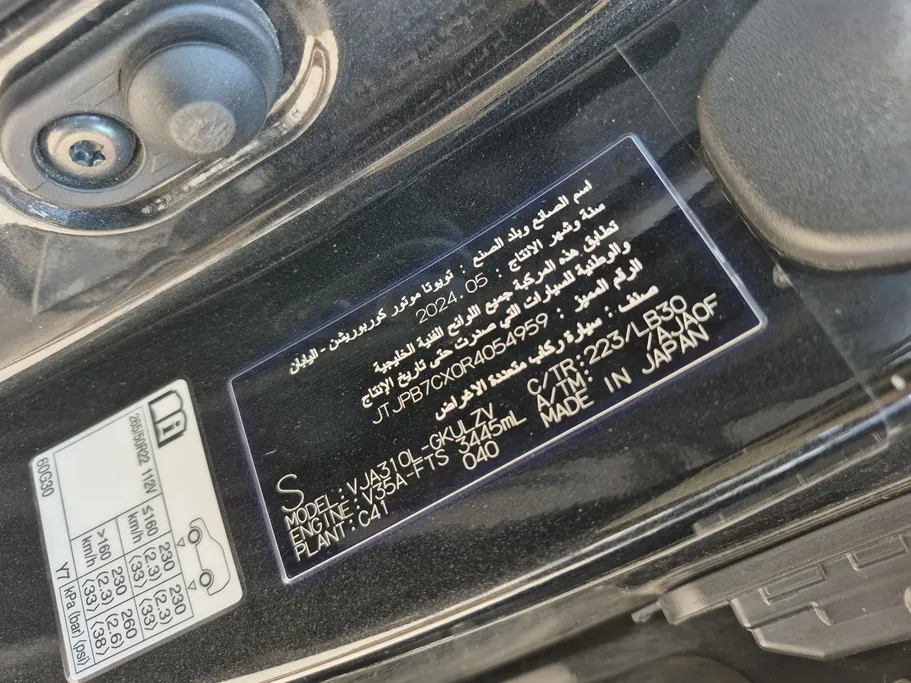 اسم الصانع وبلد الصنع : تويوتا موتور كوربوريشن - اليابان
سنة وشهر الانتاج : 2024.05
تطابق هذه المركبة جميع اللوائح الفنية الخليجية
والوطنية للسيارات التي صدرت حتى تاريخ الإنتاج
الرقم المميز : JTJPB7CX0R4054959
صنف : سيارة ركاب متعددة الاغراض
S
MODEL:VJA310L-GKULZV C/TR:223/LB30
ENGINE:V35A-FTS 3445mL A/TM: /AJA0F
PLANT:C41 040 MADE IN JAPAN
i
265/50R22 112V
≤160 km/h 230 (2.3) ⟨33⟩ 230 (2.3) ⟨33⟩
>160 km/h 230 (2.3) ⟨33⟩ 260 (2.6) ⟨38⟩
60G30 Y7 kPa (bar) ⟨psi⟩